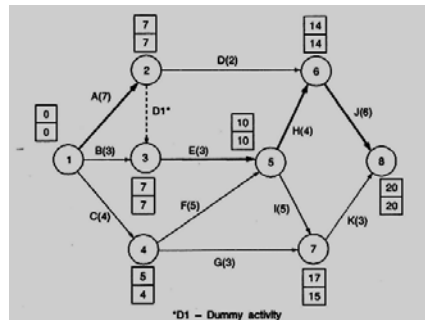 7
7
14
14
2
D(2)
6
A(7)
D1*
H(4)
J(6)
0
0
10
10
B(3)
E(3)
1
3
5
8
7
7
C(4)
F(5)
I(5)
K(3)
20
20
4
G(3)
7
5
4
17
15
*D1 – Dummy activity